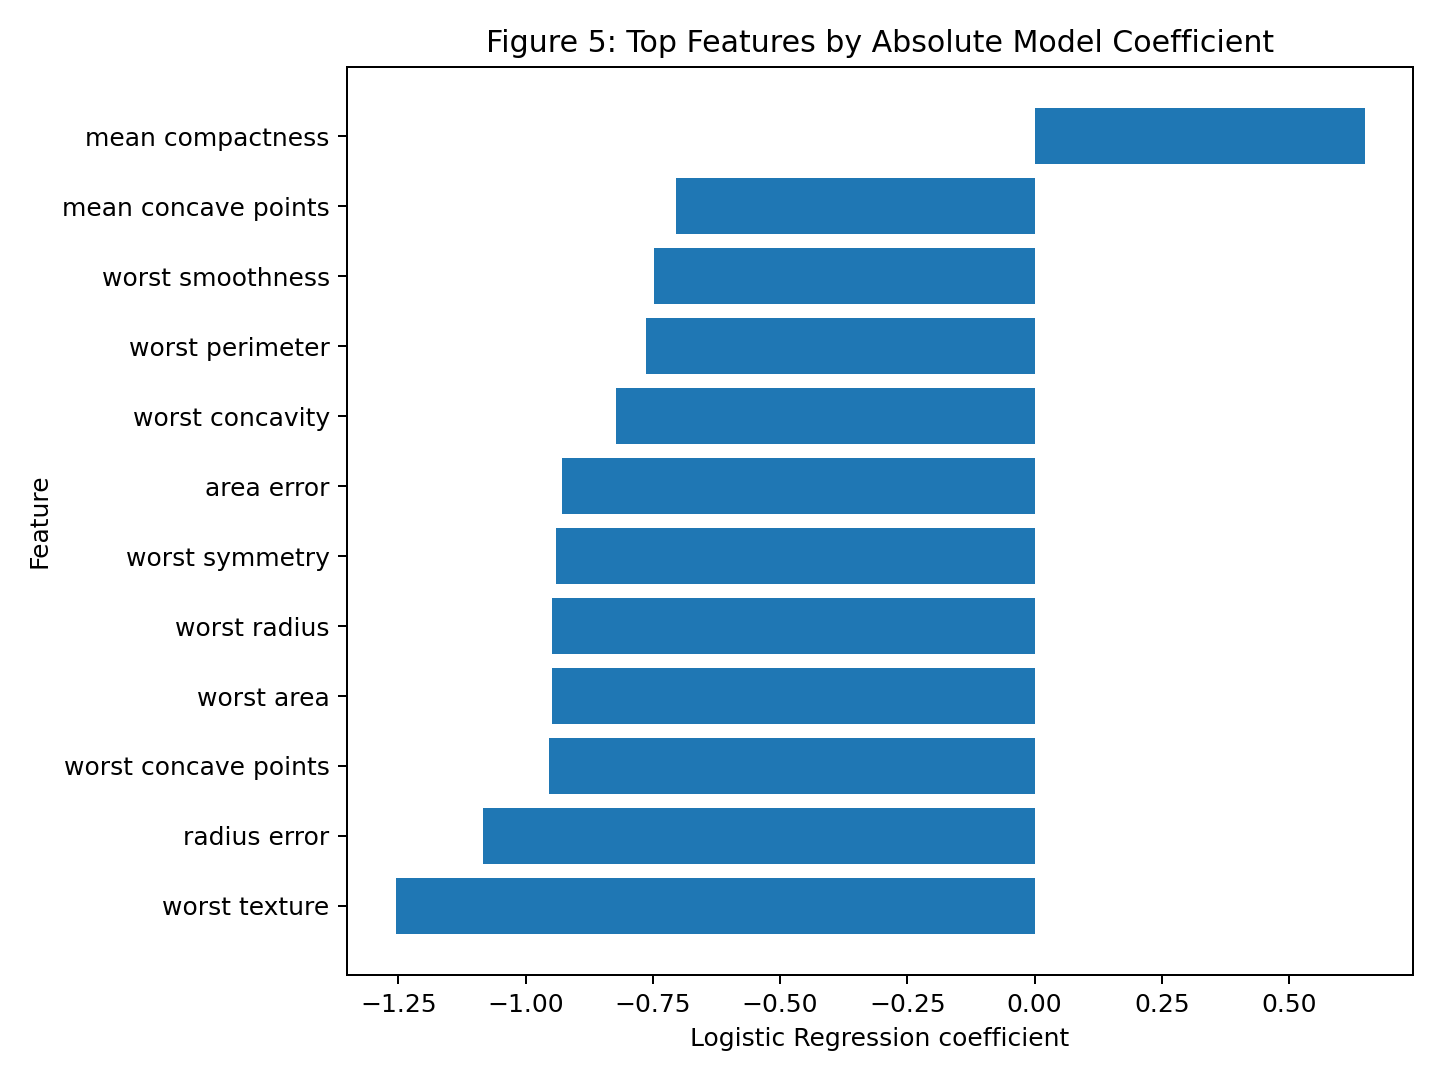 Figure 5: Top Features by Absolute Model Coefficient
mean compactness
mean concave points
worst smoothness
worst perimeter
worst concavity
area error
worst symmetry
worst radius
worst area
worst concave points
radius error
worst texture
Feature
−1.25 −1.00 −0.75 −0.50 −0.25 0.00 0.25 0.50
Logistic Regression coefficient